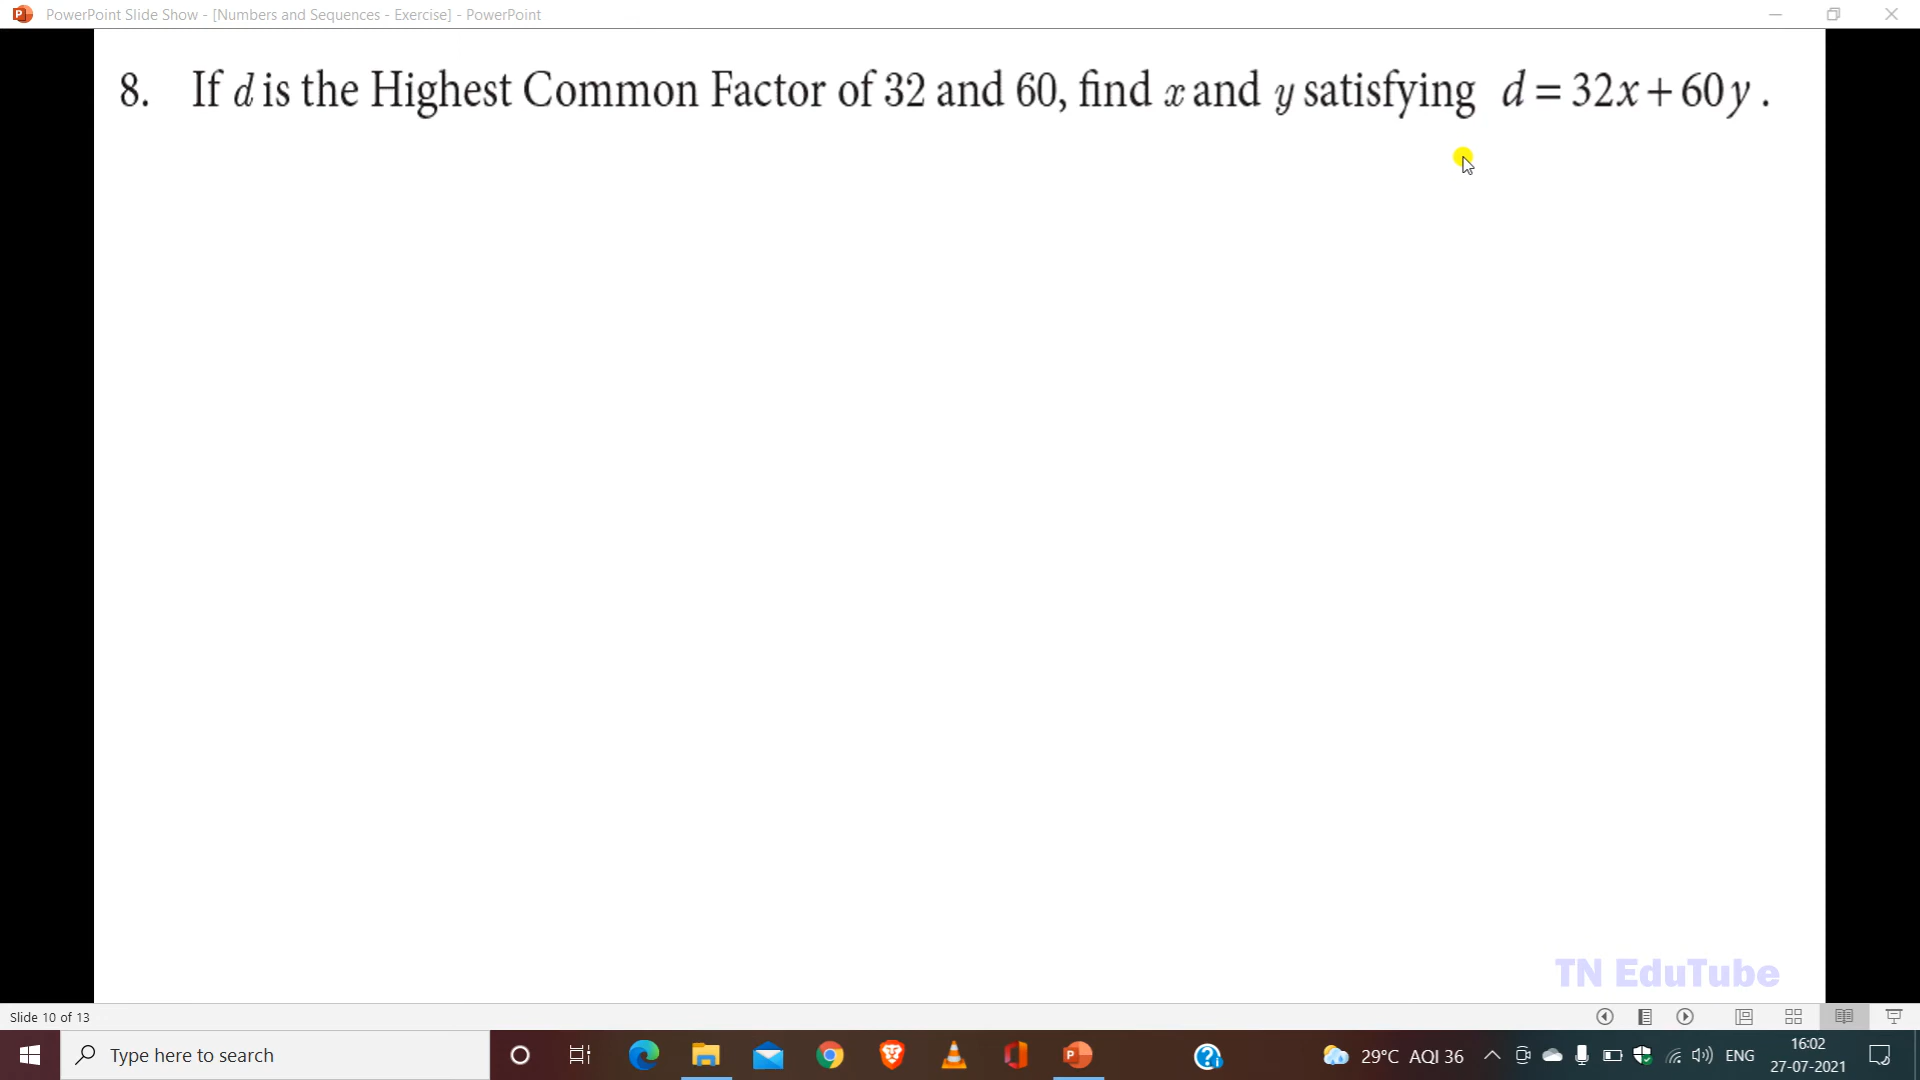 PowerPoint Slide Show - [Numbers and Sequences - Exercise] - PowerPoint
8. If d is the Highest Common Factor of 32 and 60, find x and y satisfying d = 32x + 60y .
TN EduTube
Slide 10 of 13
Type here to search
29°C AQI 36
ENG
16:02
27-07-2021